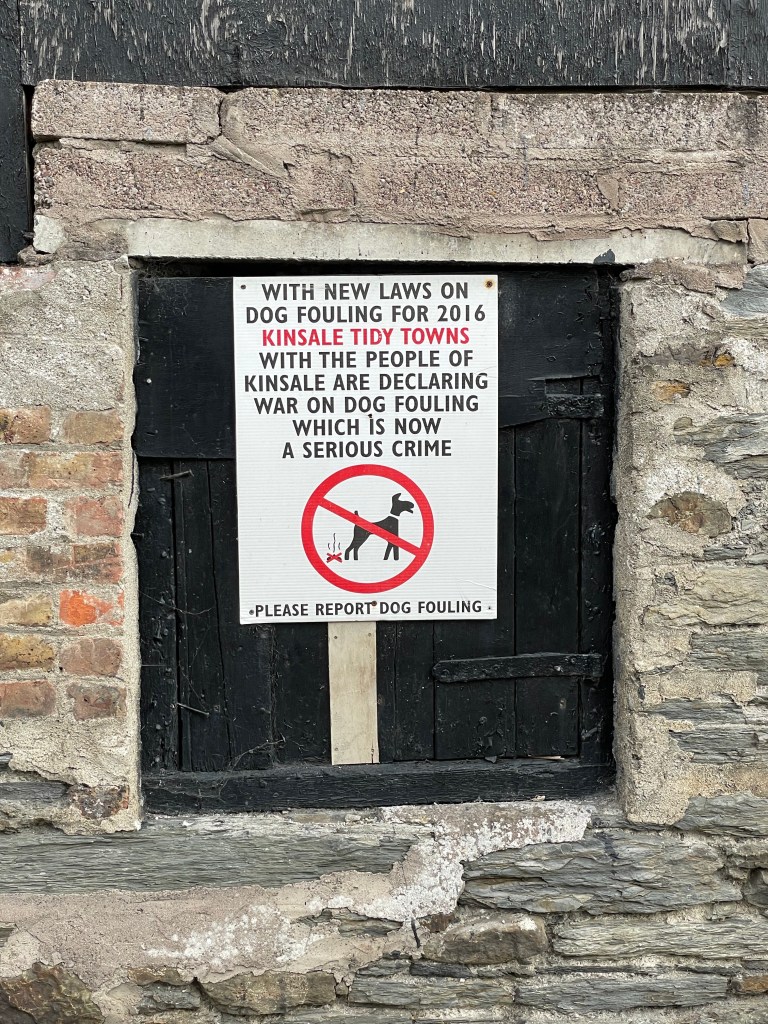 WITH NEW LAWS ON
DOG FOULING FOR 2016
KINSALE TIDY TOWNS
WITH THE PEOPLE OF
KINSALE ARE DECLARING
WAR ON DOG FOULING
WHICH IS NOW
A SERIOUS CRIME
PLEASE REPORT DOG FOULING